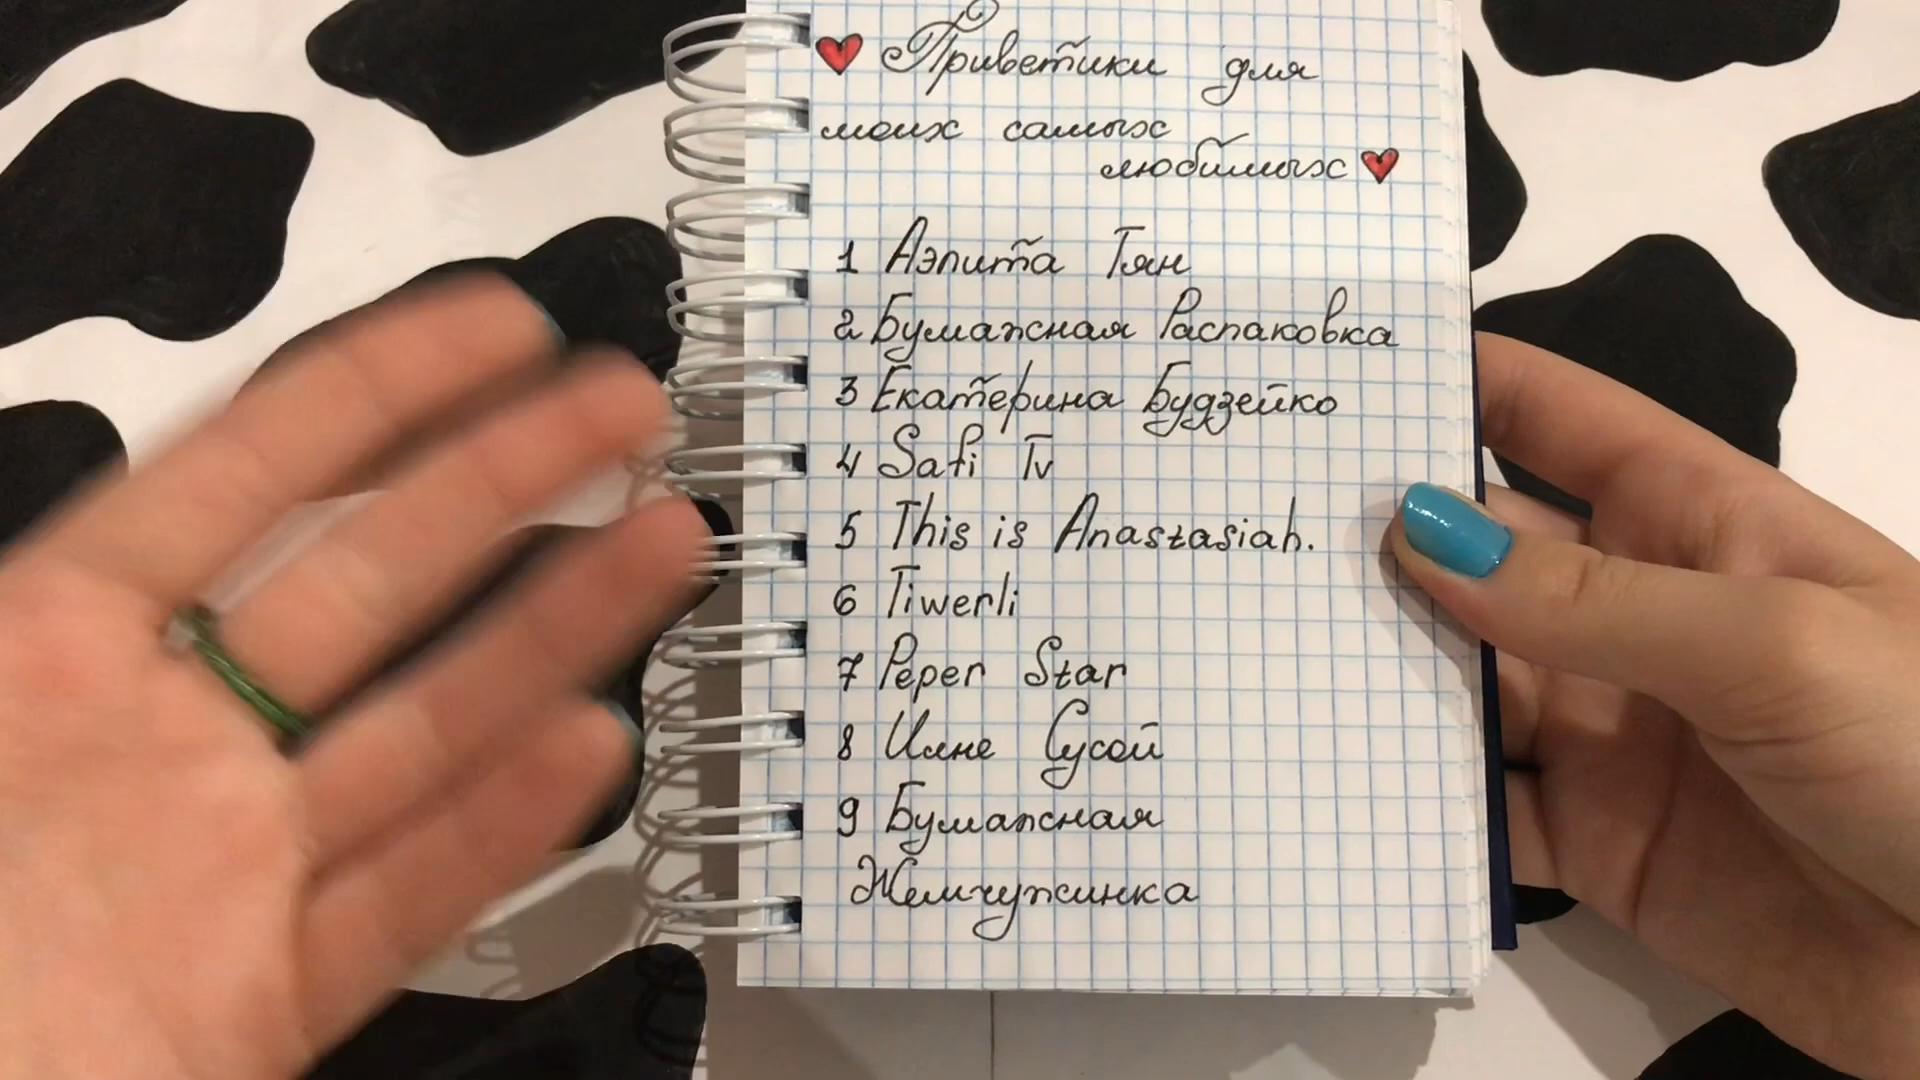 Приветики для
моих самых
любимых
1 Аэлита Тян
2 Бумажная Распаковка
3 Екатерина Будзейко
4 Safi Tv
5 This is Anastasiah.
6 Tiwerli
7 Peper Star
8 Илне Сусой
9 Бумажная
Жемчужинка